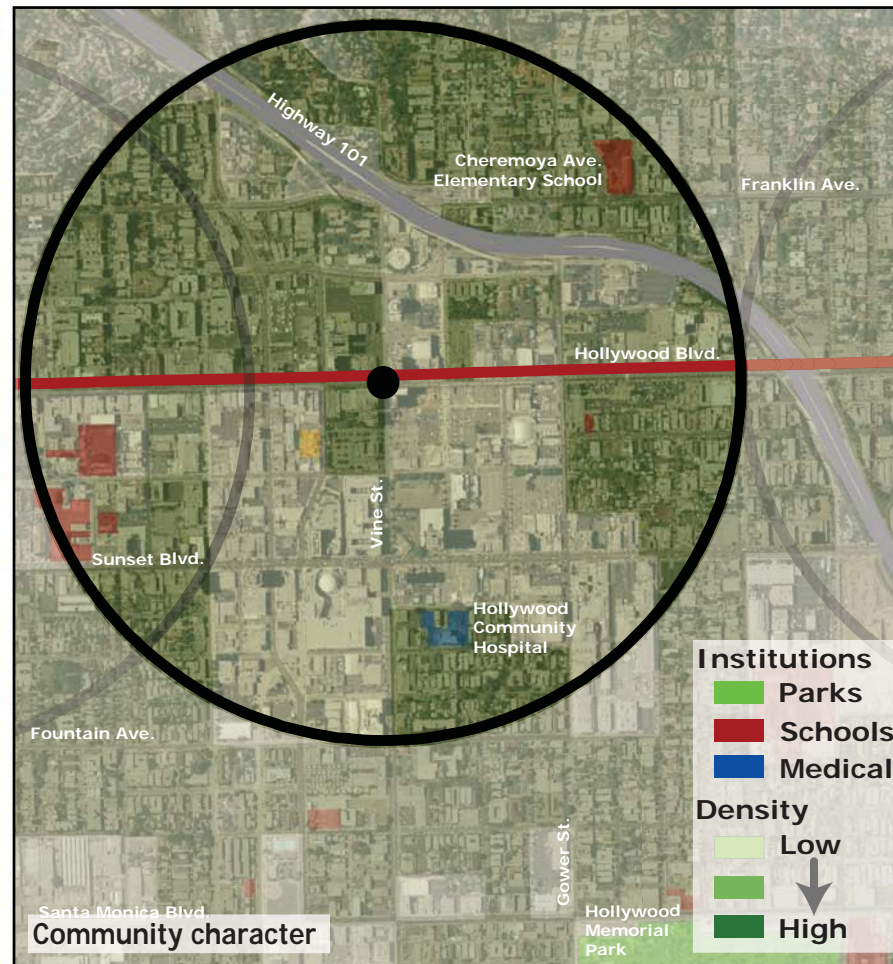 Highway 101
Cheremoya Ave.
Elementary School
Franklin Ave.
Hollywood Blvd.
Vine St.
Sunset Blvd.
Hollywood
Community
Hospital
Fountain Ave.
Gower St.
Santa Monica Blvd.
Hollywood
Memorial
Park
Community character
Institutions
Parks
Schools
Medical
Density
Low
High